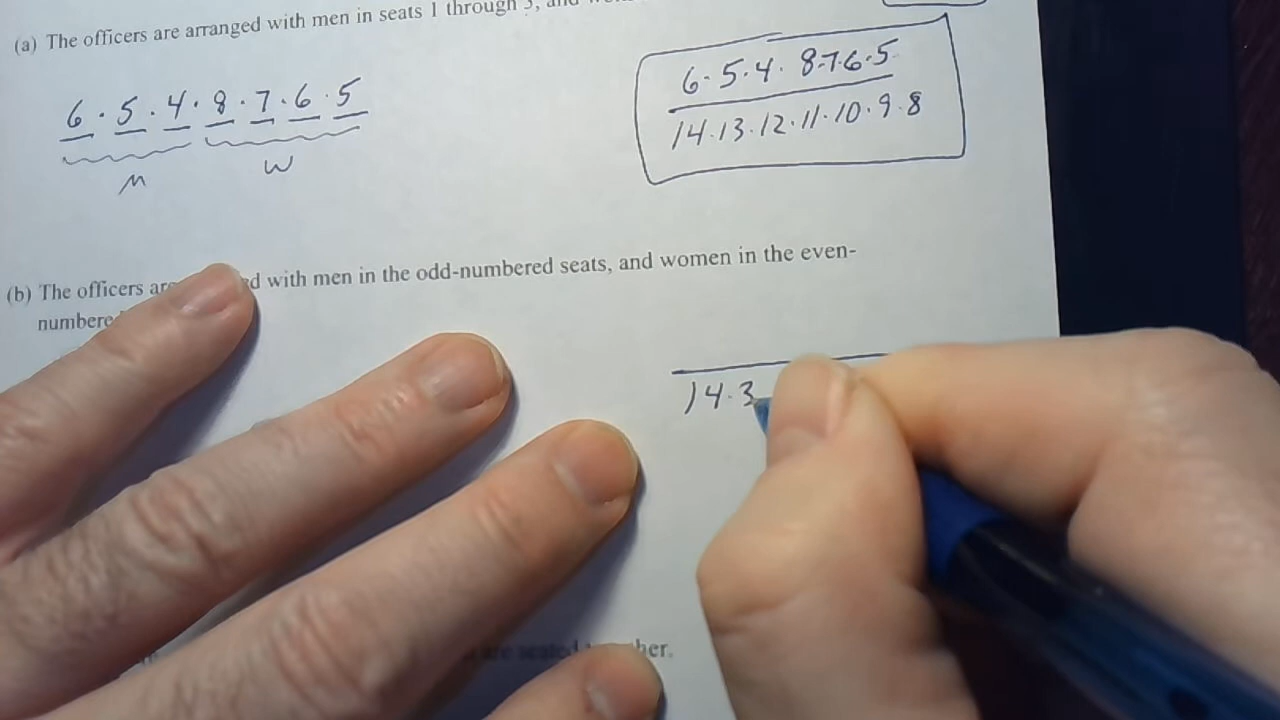 (a) The officers are arranged with men in seats 1 through 3, and
6 · 5 · 4 · 8 · 7 · 6 · 5
M W
6 · 5 · 4 · 8 · 7 · 6 · 5
14 · 13 · 12 · 11 · 10 · 9 · 8
(b) The officers with men in the odd-numbered seats, and women in the even-
numbere
14 · 3